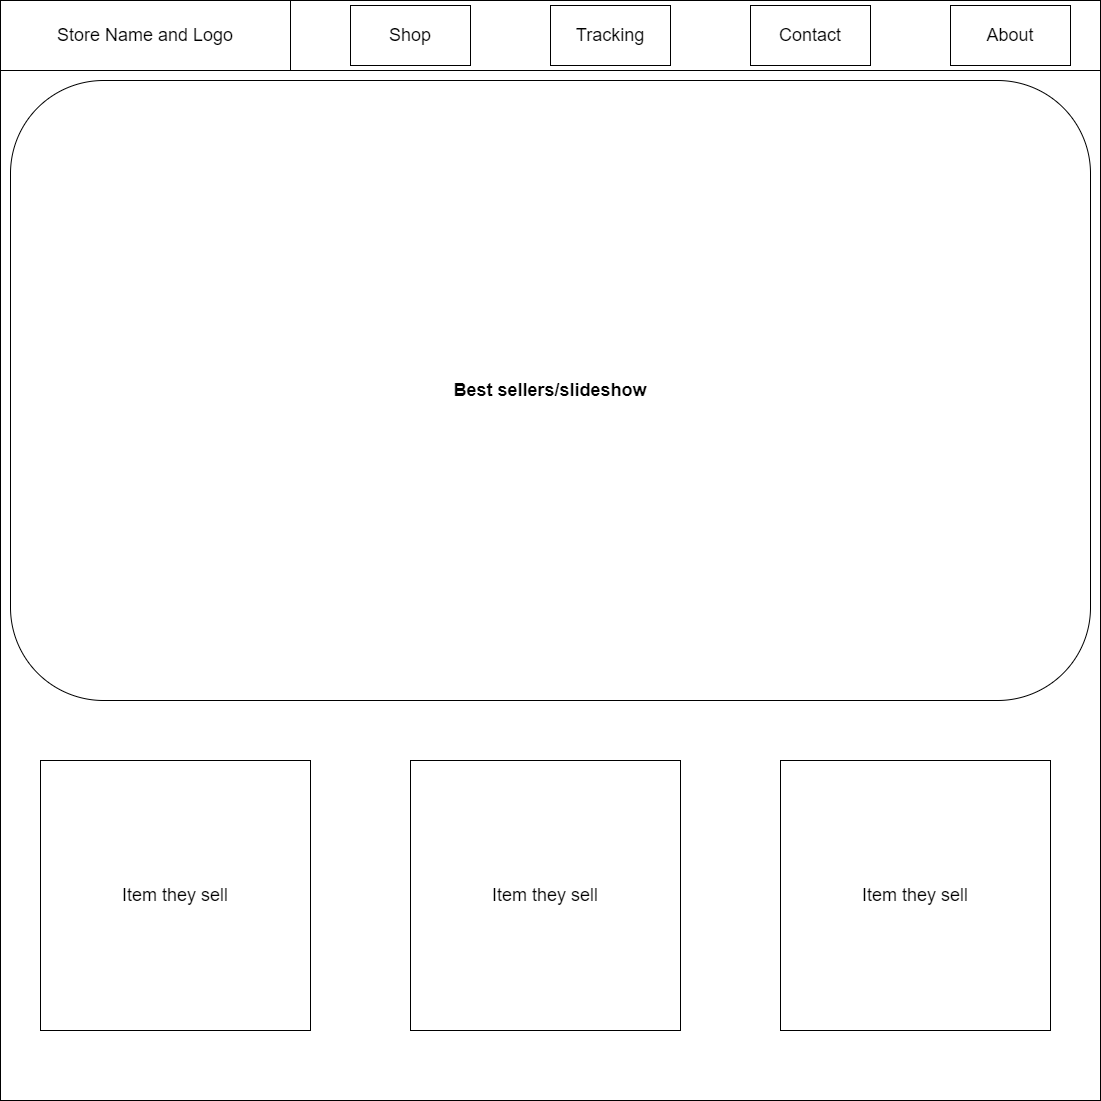 Store Name and Logo
Shop
Tracking
Contact
About
Best sellers/slideshow
Item they sell
Item they sell
Item they sell